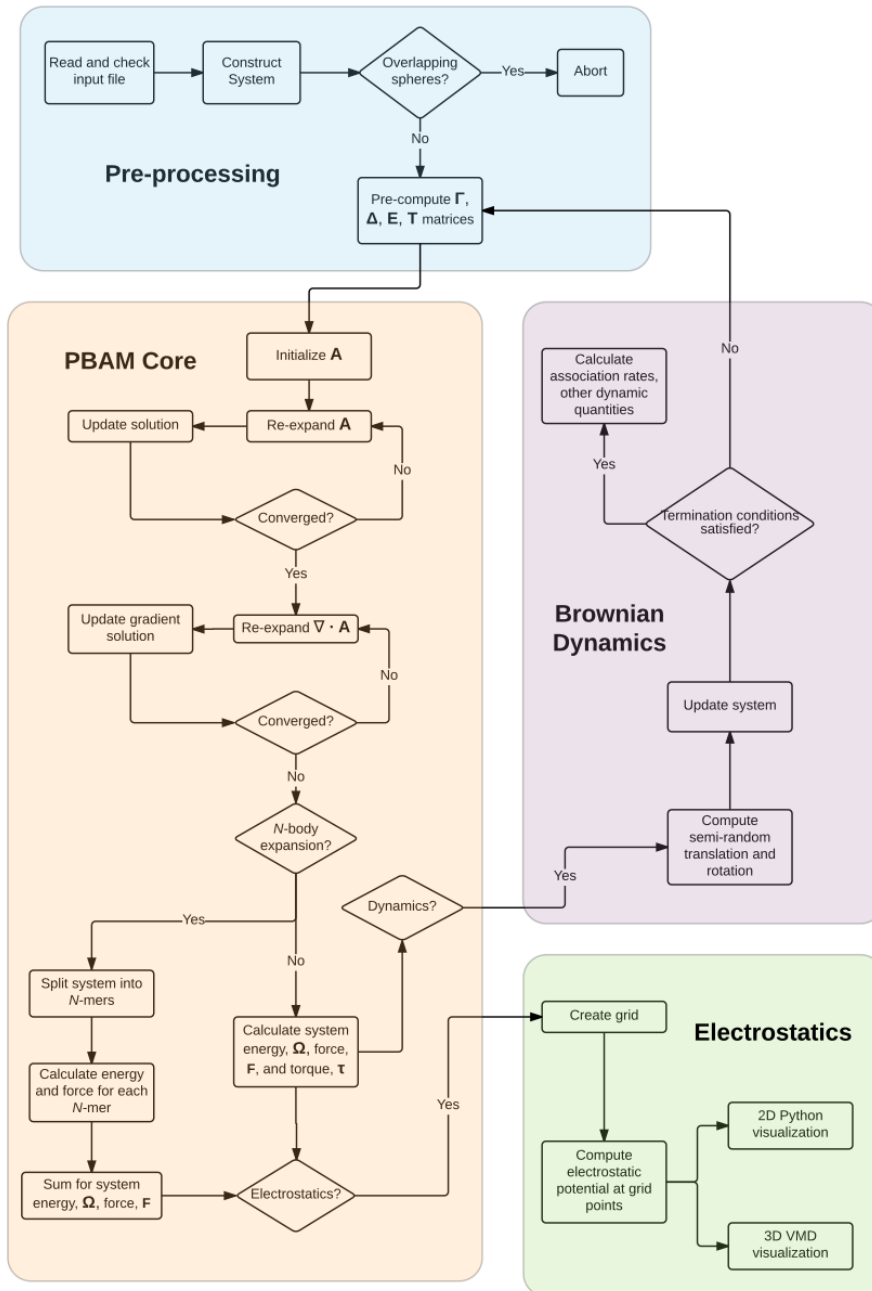 Read and check
input file
Construct
System
Overlapping
spheres?
Yes
Abort
No
Pre-processing
Pre-compute Γ,
Δ, E, T matrices
PBAM Core
Initialize A
Update solution
Re-expand A
No
Converged?
Yes
Update gradient
solution
Re-expand ∇ · A
No
Converged?
No
N-body
expansion?
Yes
No
Dynamics?
Yes
Split system into
N-mers
Calculate energy
and force for each
N-mer
Sum for system
energy, Ω, force, F
Calculate system
energy, Ω, force,
F, and torque, τ
Electrostatics?
Yes
No
Calculate
association rates,
other dynamic
quantities
Yes
Termination conditions
satisfied?
Brownian
Dynamics
Update system
Compute
semi-random
translation and
rotation
Create grid
Electrostatics
Compute
electrostatic
potential at grid
points
2D Python
visualization
3D VMD
visualization